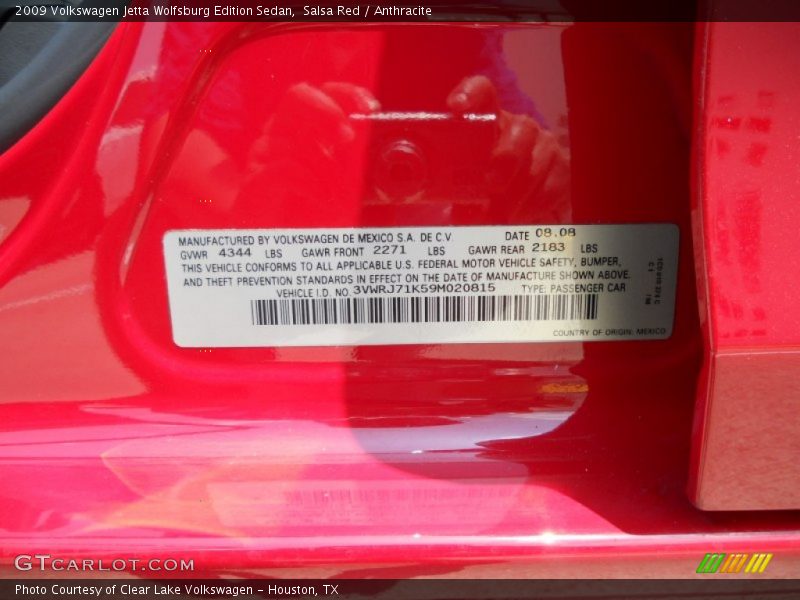 2009 Volkswagen Jetta Wolfsburg Edition Sedan,  Salsa Red / Anthracite
MANUFACTURED BY VOLKSWAGEN DE MEXICO S.A. DE C.V. DATE 08.08
GVWR 4344 LBS GAWR FRONT 2271 LBS GAWR REAR 2183 LBS
THIS VEHICLE CONFORMS TO ALL APPLICABLE U.S. FEDERAL MOTOR VEHICLE SAFETY, BUMPER,
AND THEFT PREVENTION STANDARDS IN EFFECT ON THE DATE OF MANUFACTURE SHOWN ABOVE.
VEHICLE I.D. NO. 3VWRJ71K59M020815 TYPE: PASSENGER CAR
COUNTRY OF ORIGIN: MEXICO
GTCARLOT.COM
Photo Courtesy of Clear Lake Volkswagen - Houston, TX